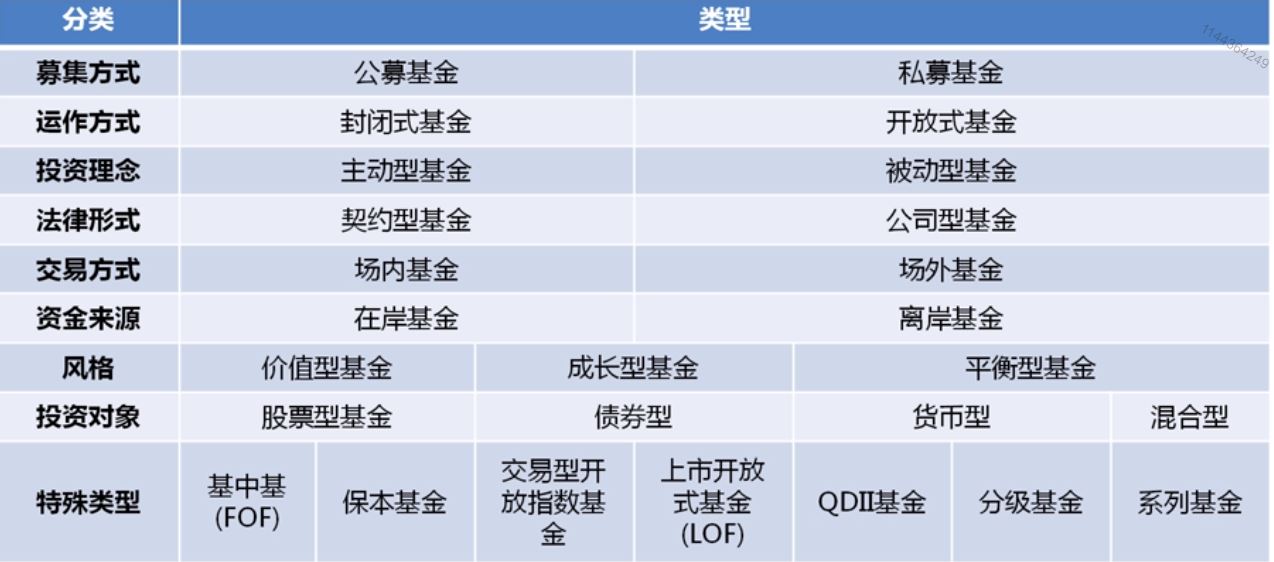 分类 类型
1144364249
募集方式 公募基金 私募基金
运作方式 封闭式基金 开放式基金
投资理念 主动型基金 被动型基金
法律形式 契约型基金 公司型基金
交易方式 场内基金 场外基金
资金来源 在岸基金 离岸基金
风格 价值型基金 成长型基金 平衡型基金
投资对象 股票型基金 债券型 货币型 混合型
特殊类型
基中基
(FOF)
保本基金
交易型开
放指数基
金
上市开放
式基金
(LOF)
QDII基金
分级基金
系列基金